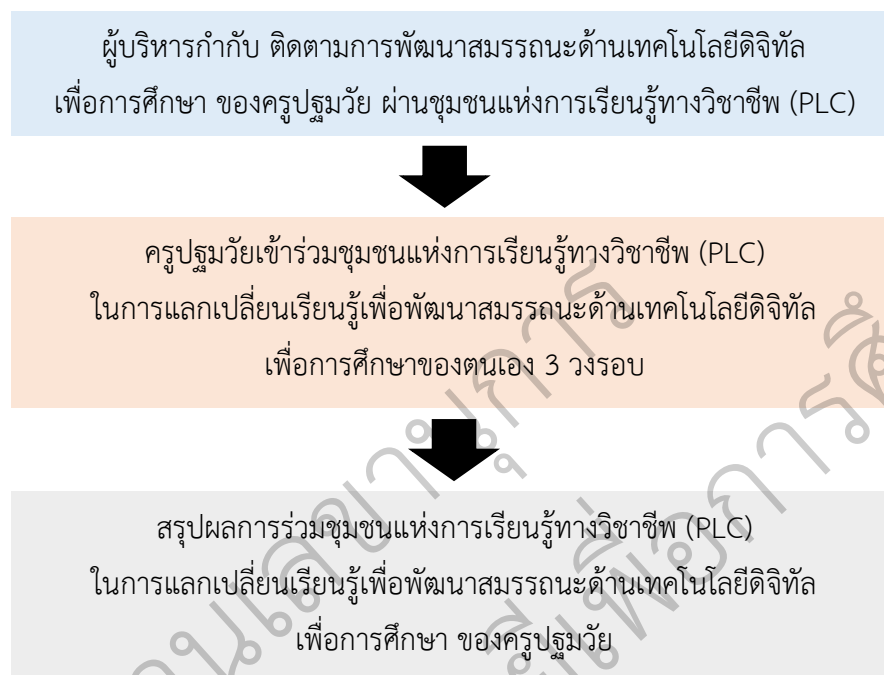 ผู้บริหารกำกับ ติดตามการพัฒนาสมรรถนะด้านเทคโนโลยีดิจิทัล
เพื่อการศึกษา ของครูปฐมวัย ผ่านชุมชนแห่งการเรียนรู้ทางวิชาชีพ (PLC)
ครูปฐมวัยเข้าร่วมชุมชนแห่งการเรียนรู้ทางวิชาชีพ (PLC)
ในการแลกเปลี่ยนเรียนรู้เพื่อพัฒนาสมรรถนะด้านเทคโนโลยีดิจิทัล
เพื่อการศึกษาของตนเอง 3 วงรอบ
สรุปผลการร่วมชุมชนแห่งการเรียนรู้ทางวิชาชีพ (PLC)
ในการแลกเปลี่ยนเรียนรู้เพื่อพัฒนาสมรรถนะด้านเทคโนโลยีดิจิทัล
เพื่อการศึกษา ของครูปฐมวัย